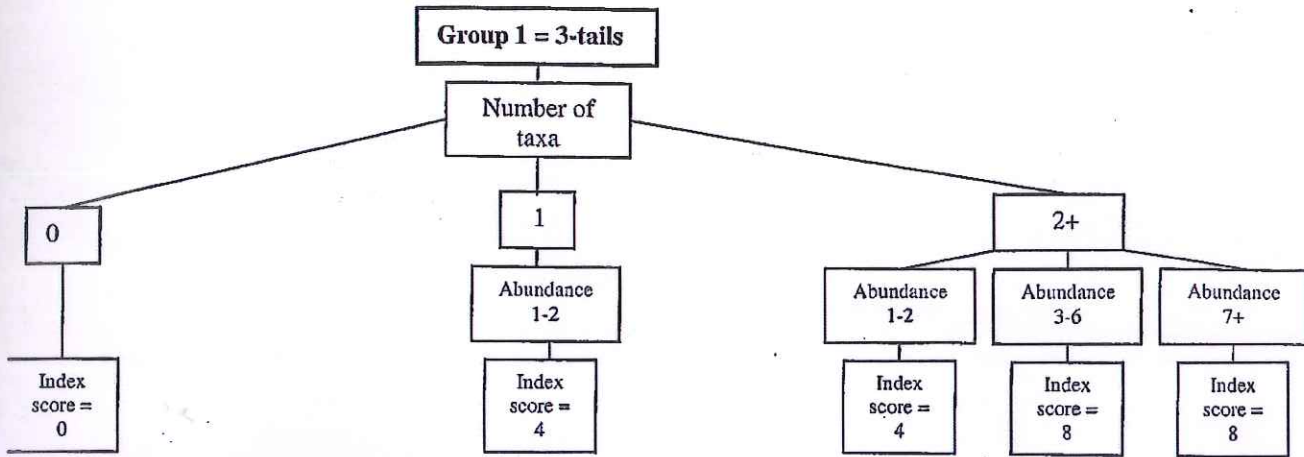 Group 1 = 3-tails
Number of
taxa
0
1
2+
Abundance
1-2
Abundance
1-2
Abundance
3-6
Abundance
7+
Index
score =
0
Index
score =
4
Index
score =
4
Index
score =
8
Index
score =
8